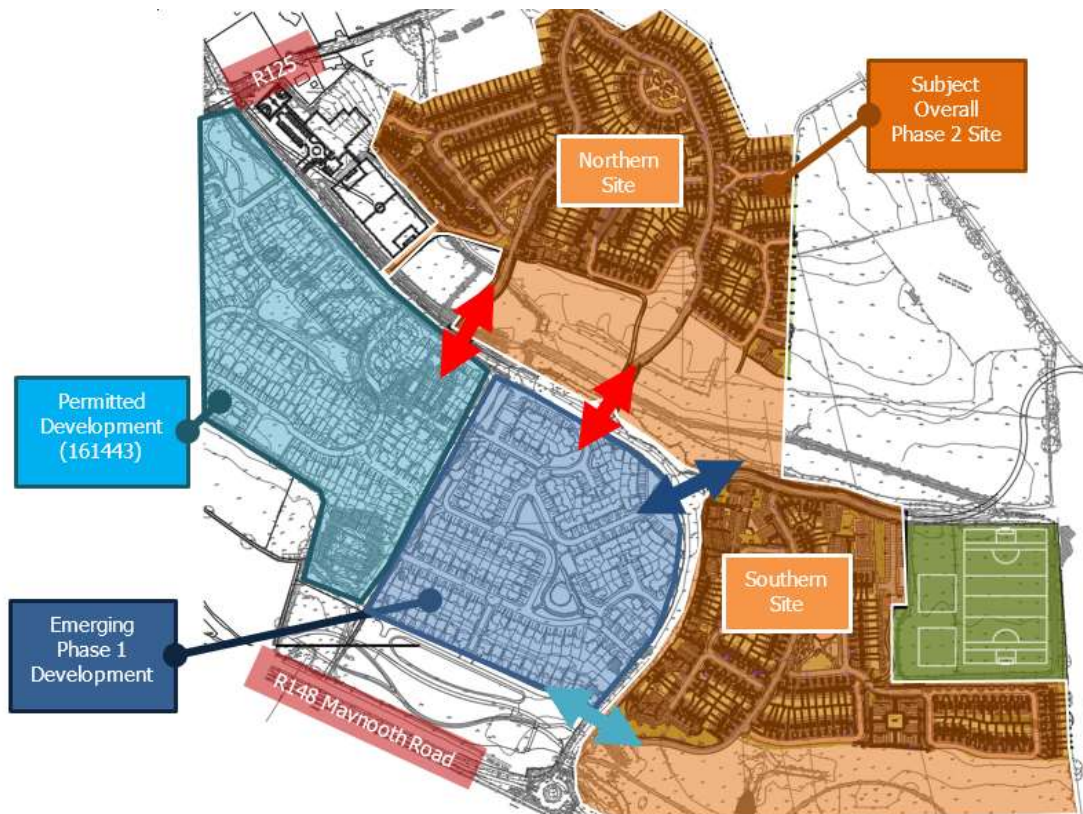 R125
Subject
Overall
Phase 2 Site
Northern
Site
Permitted
Development
(161443)
Southern
Site
Emerging
Phase 1
Development
R148 Maynooth Road